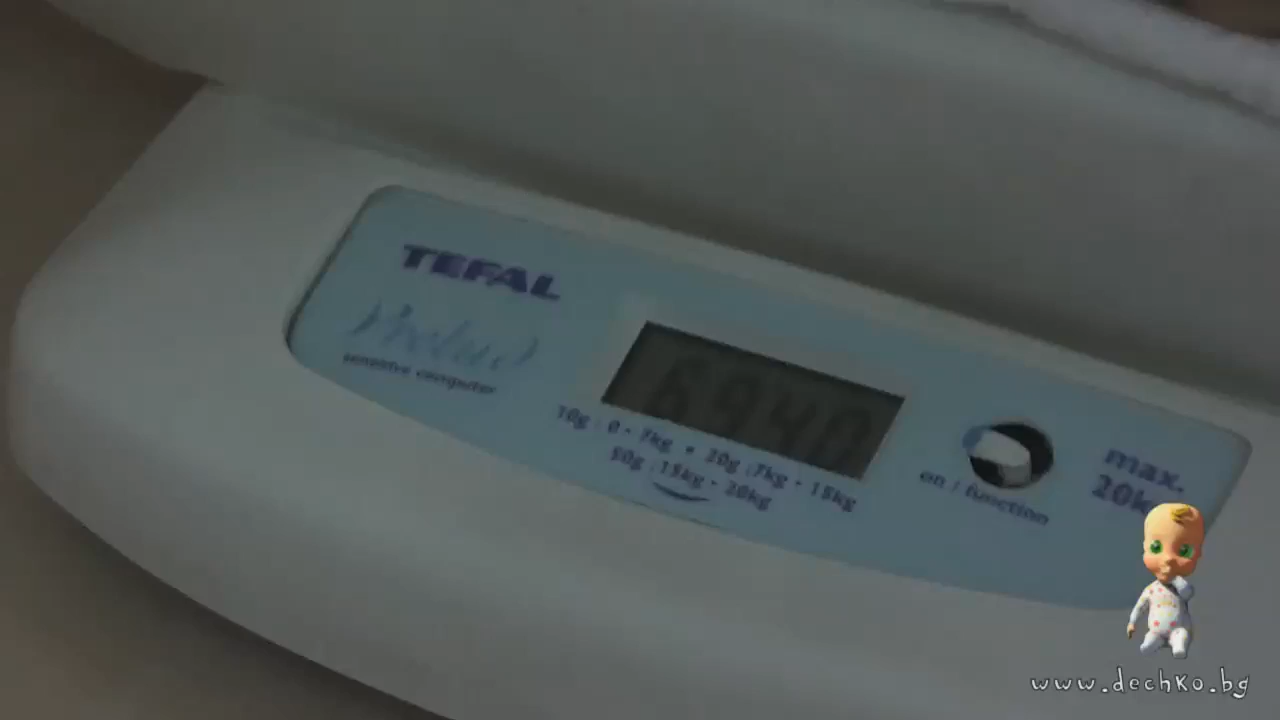 TEFAL
sensitive computer
6940
10g : 0 - 7kg • 20g : 7kg - 15kg
50g : 15kg - 20kg
on / function
max.
20k
www.dechko.bg